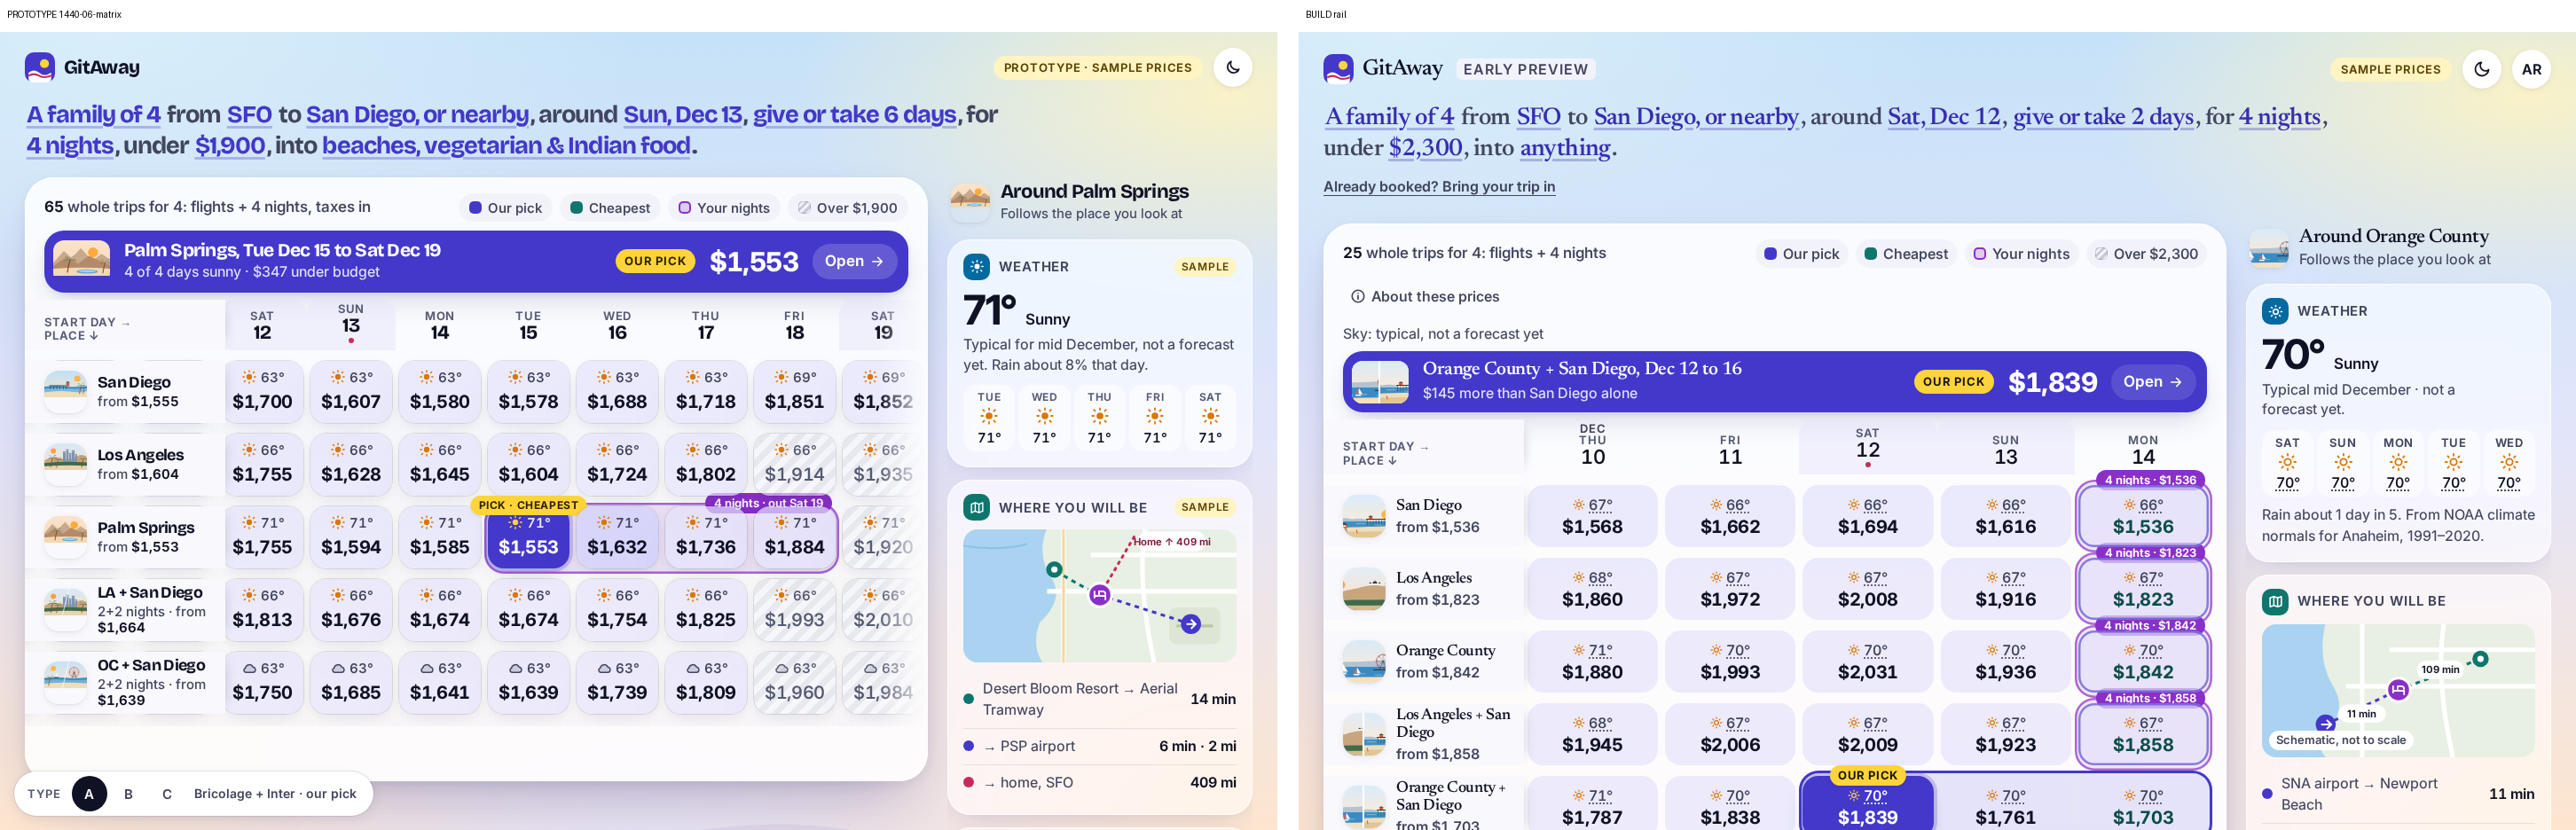 PROTOTYPE 1440-06-matrix
GitAway
PROTOTYPE · SAMPLE PRICES
A family of 4 from SFO to San Diego, or nearby, around Sun, Dec 13, give or take 6 days, for
4 nights, under $1,900, into beaches, vegetarian & Indian food.
65 whole trips for 4: flights + 4 nights, taxes in
Our pick
Cheapest
Your nights
Over $1,900
Palm Springs, Tue Dec 15 to Sat Dec 19
4 of 4 days sunny · $347 under budget
OUR PICK
$1,553
Open →
START DAY →
PLACE ↓
SAT 12
SUN 13
MON 14
TUE 15
WED 16
THU 17
FRI 18
SAT 19
San Diego
from $1,555
63° 63° 63° 63° 63° 63° 69° 69°
$1,700 $1,607 $1,580 $1,578 $1,688 $1,718 $1,851 $1,852
Los Angeles
from $1,604
66° 66° 66° 66° 66° 66° 66° 66°
$1,755 $1,628 $1,645 $1,604 $1,724 $1,802 $1,914 $1,935
PICK · CHEAPEST
4 nights · out Sat 19
Palm Springs
from $1,553
71° 71° 71° 71° 71° 71° 71° 71°
$1,755 $1,594 $1,585 $1,553 $1,632 $1,736 $1,884 $1,920
LA + San Diego
2+2 nights · from
$1,664
66° 66° 66° 66° 66° 66° 66° 66°
$1,813 $1,676 $1,674 $1,674 $1,754 $1,825 $1,993 $2,010
OC + San Diego
2+2 nights · from
$1,639
63° 63° 63° 63° 63° 63° 63° 63°
$1,750 $1,685 $1,641 $1,639 $1,739 $1,809 $1,960 $1,984
TYPE A B C Bricolage + Inter · our pick
Around Palm Springs
Follows the place you look at
WEATHER
SAMPLE
71° Sunny
Typical for mid December, not a forecast
yet. Rain about 8% that day.
TUE WED THU FRI SAT
71° 71° 71° 71° 71°
WHERE YOU WILL BE
SAMPLE
Home ↑ 409 mi
Desert Bloom Resort → Aerial
Tramway
14 min
→ PSP airport
6 min · 2 mi
→ home, SFO
409 mi
BUILD rail
GitAway
EARLY PREVIEW
SAMPLE PRICES
AR
A family of 4 from SFO to San Diego, or nearby, around Sat, Dec 12, give or take 2 days, for 4 nights,
under $2,300, into anything.
Already booked? Bring your trip in
25 whole trips for 4: flights + 4 nights
Our pick
Cheapest
Your nights
Over $2,300
About these prices
Sky: typical, not a forecast yet
Orange County + San Diego, Dec 12 to 16
$145 more than San Diego alone
OUR PICK
$1,839
Open →
START DAY →
PLACE ↓
DEC
THU 10
FRI 11
SAT 12
SUN 13
MON 14
4 nights · $1,536
San Diego
from $1,536
67° 66° 66° 66° 66°
$1,568 $1,662 $1,694 $1,616 $1,536
4 nights · $1,823
Los Angeles
from $1,823
68° 67° 67° 67° 67°
$1,860 $1,972 $2,008 $1,916 $1,823
4 nights · $1,842
Orange County
from $1,842
71° 70° 70° 70° 70°
$1,880 $1,993 $2,031 $1,936 $1,842
4 nights · $1,858
Los Angeles + San
Diego
from $1,858
68° 67° 67° 67° 67°
$1,945 $2,006 $2,009 $1,923 $1,858
OUR PICK
Orange County +
San Diego
from $1,703
71° 70° 70° 70° 70°
$1,787 $1,838 $1,839 $1,761 $1,703
Around Orange County
Follows the place you look at
WEATHER
70° Sunny
Typical mid December · not a
forecast yet.
SAT SUN MON TUE WED
70° 70° 70° 70° 70°
Rain about 1 day in 5. From NOAA climate
normals for Anaheim, 1991–2020.
WHERE YOU WILL BE
109 min
11 min
Schematic, not to scale
SNA airport → Newport
Beach
11 min